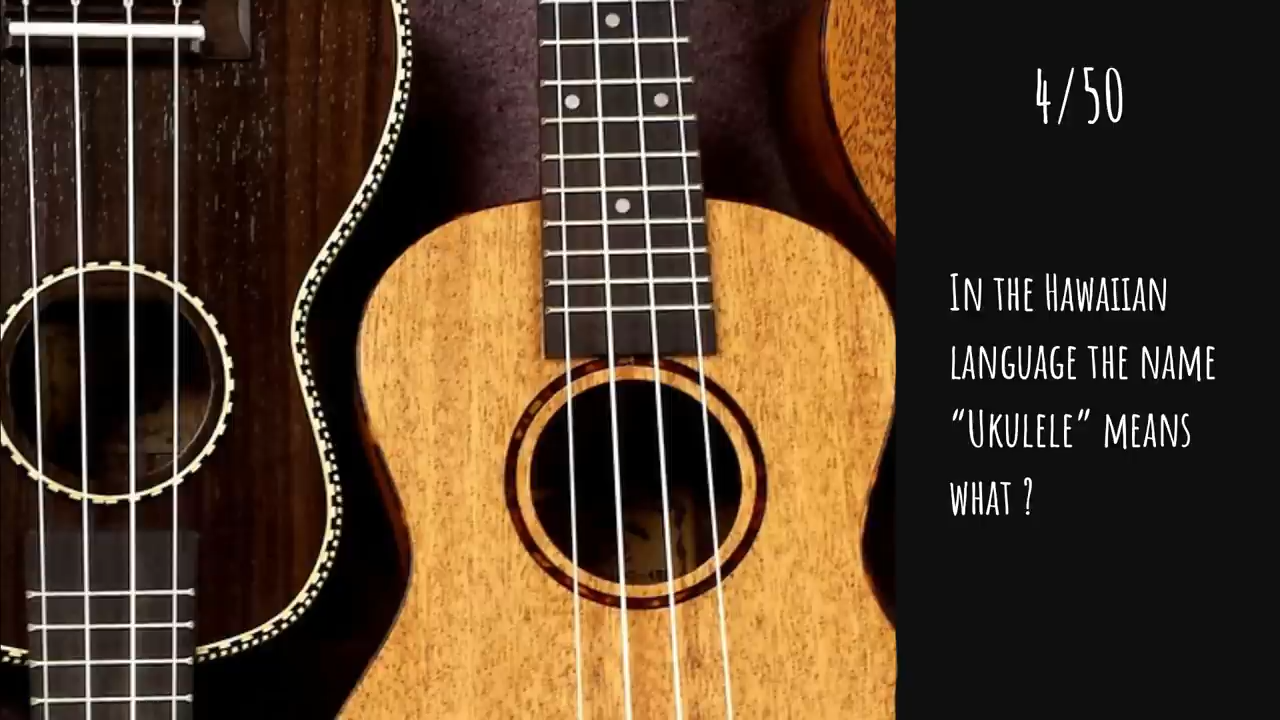 4/50
In the Hawaiian
language the name
“Ukulele” means
what ?